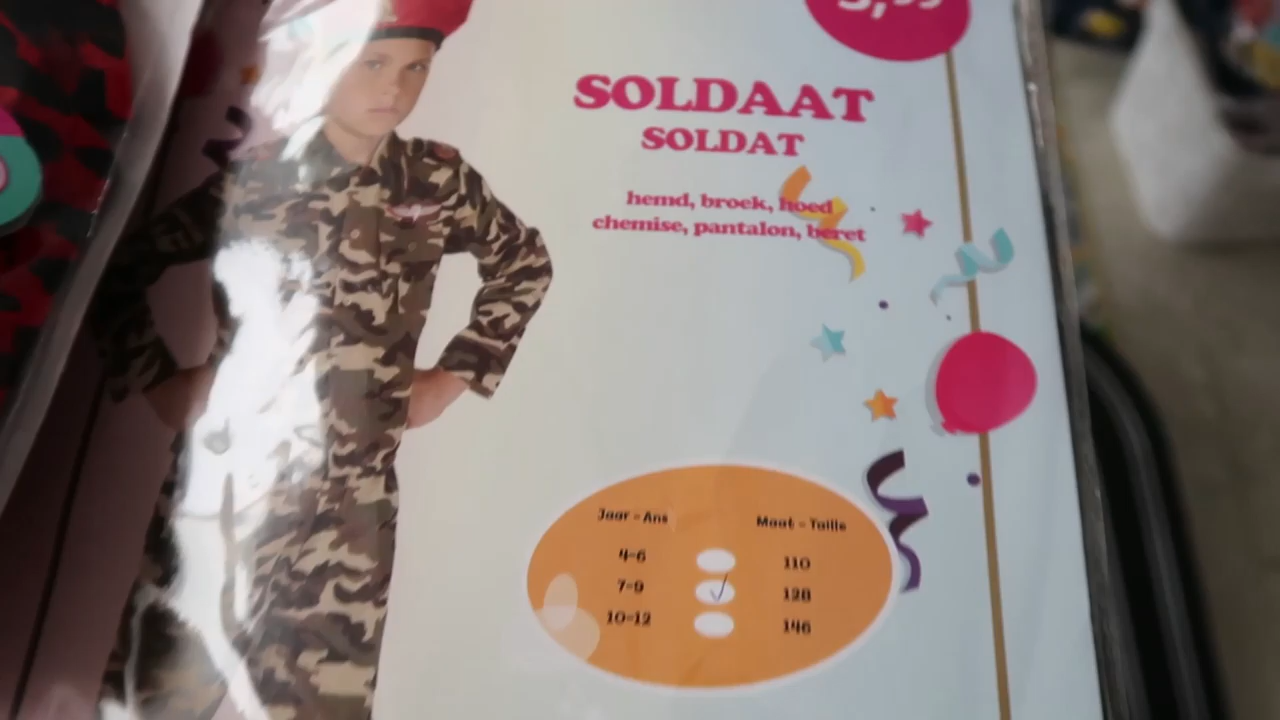 SOLDAAT
SOLDAT
hemd, broek, hoed
chemise, pantalon, beret
Jaar - Ans Maat - Taille
4-6 110
7-9 128
10-12 146